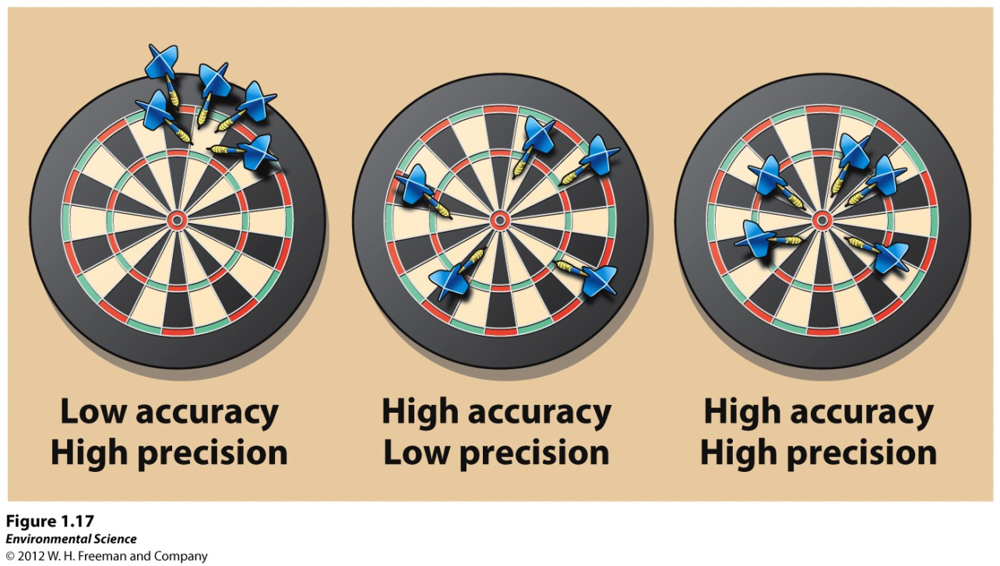 Low accuracy
High precision
High accuracy
Low precision
High accuracy
High precision
Figure 1.17
Environmental Science
© 2012 W. H. Freeman and Company